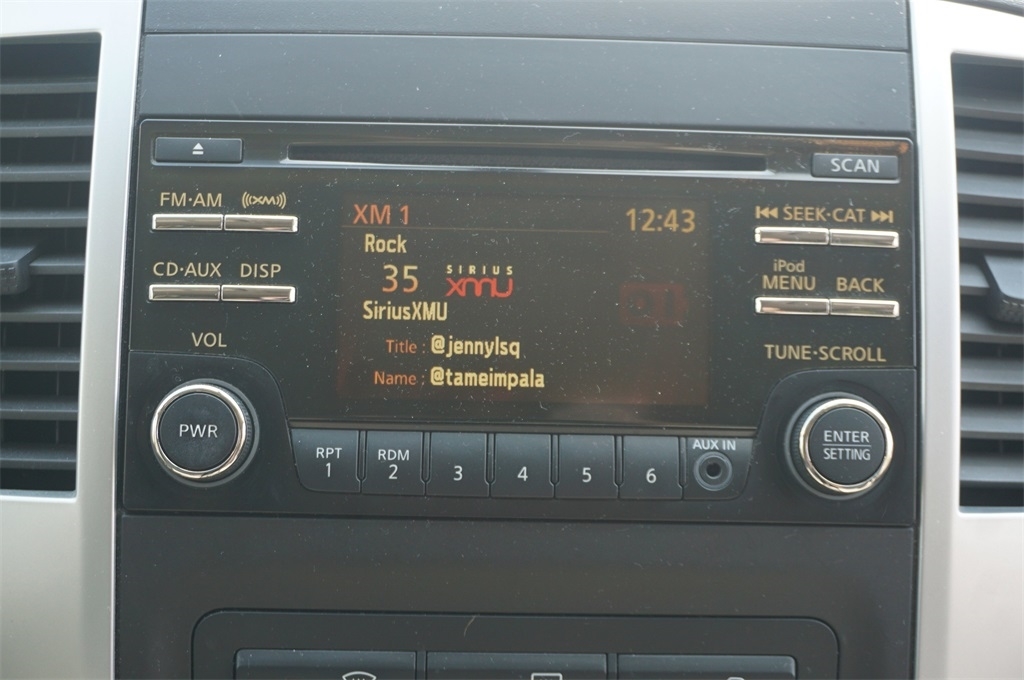 SCAN
FM·AM ((XM))
XM 1 12:43
SEEK·CAT
Rock
CD·AUX DISP
35 SIRIUS xmu
iPod
MENU BACK
SiriusXMU
VOL
Title : @jennylsq
TUNE·SCROLL
Name : @tameimpala
PWR
ENTER
SETTING
RPT
1
RDM
2
3
4
5
6
AUX IN